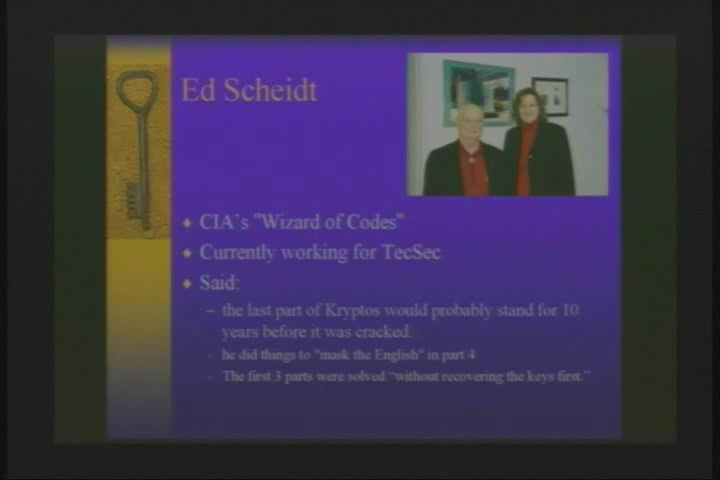 Ed Scheidt
CIA's "Wizard of Codes"
Currently working for TecSec
Said:
– the last part of Kryptos would probably stand for 10
years before it was cracked.
– he did things to "mask the English" in part 4
– The first 3 parts were solved "without recovering the keys first."